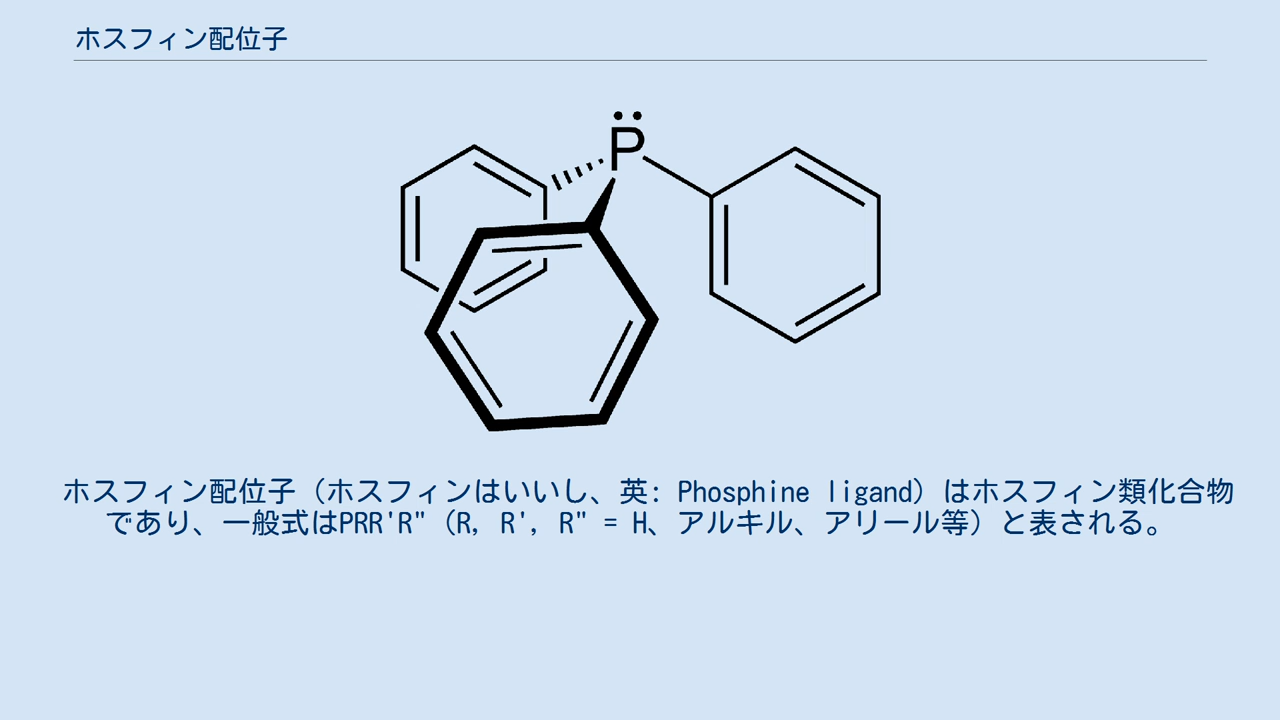 ホスフィン配位子
P
ホスフィン配位子（ホスフィンはいいし、英: Phosphine ligand）はホスフィン類化合物
であり、一般式はPRR'R"（R, R', R" = H、アルキル、アリール等）と表される。